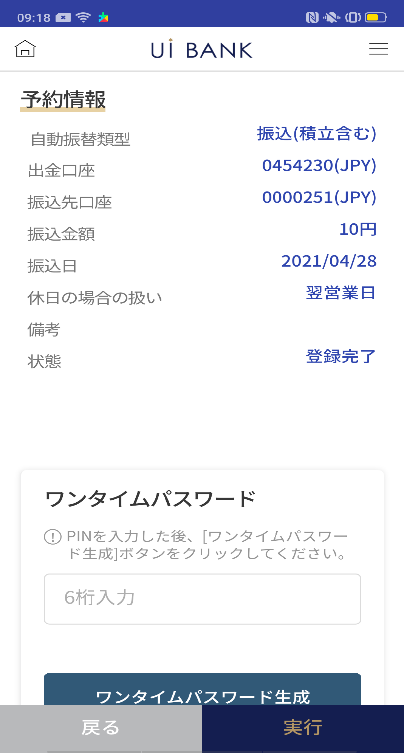 09:18
UI BANK
予約情報
自動振替類型 振込(積立含む)
出金口座 0454230(JPY)
振込先口座 0000251(JPY)
振込金額 10円
振込日 2021/04/28
休日の場合の扱い 翌営業日
備考
状態 登録完了
ワンタイムパスワード
PINを入力した後、[ワンタイムパスワー
ド生成]ボタンをクリックしてください。
6桁入力
ワンタイムパスワード生成
戻る 実行